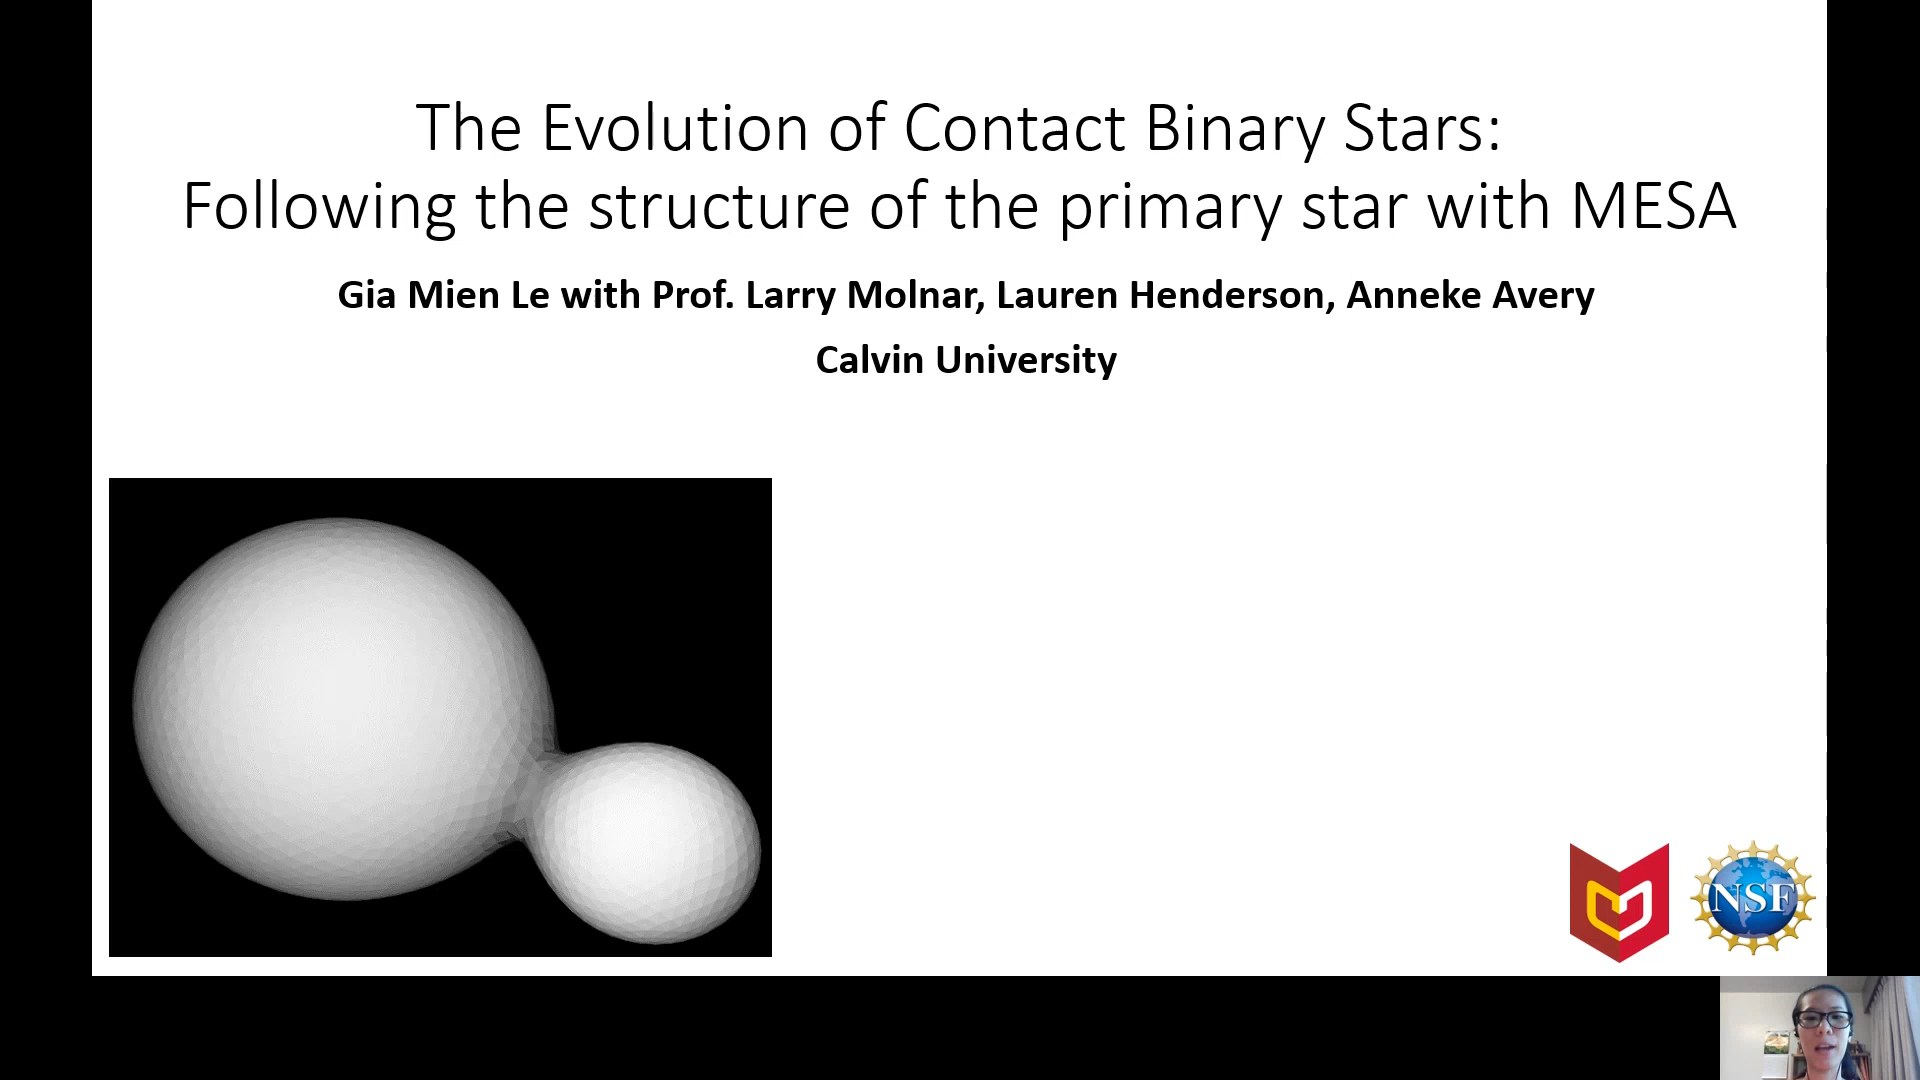 The Evolution of Contact Binary Stars:
Following the structure of the primary star with MESA
Gia Mien Le with Prof. Larry Molnar, Lauren Henderson, Anneke Avery
Calvin University
NSF